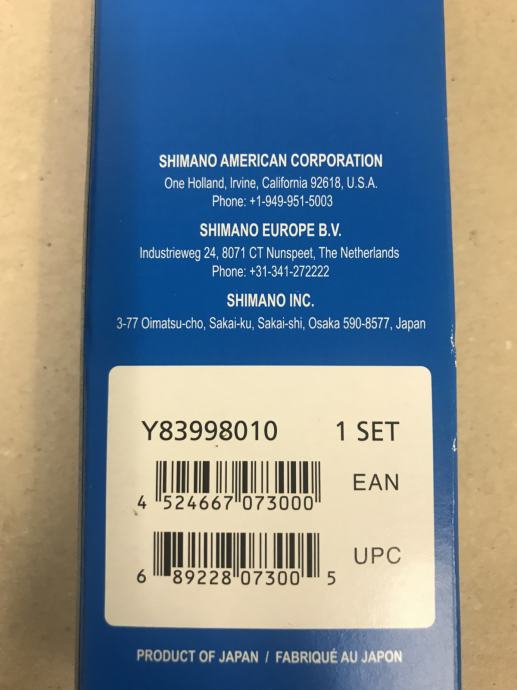 SHIMANO AMERICAN CORPORATION
One Holland, Irvine, California 92618, U.S.A.
Phone: +1-949-951-5003
SHIMANO EUROPE B.V.
Industrieweg 24, 8071 CT Nunspeet, The Netherlands
Phone: +31-341-272222
SHIMANO INC.
3-77 Oimatsu-cho, Sakai-ku, Sakai-shi, Osaka 590-8577, Japan
Y83998010 1 SET
EAN
4 524667 073000
UPC
6 89228 07300 5
PRODUCT OF JAPAN / FABRIQUÉ AU JAPON